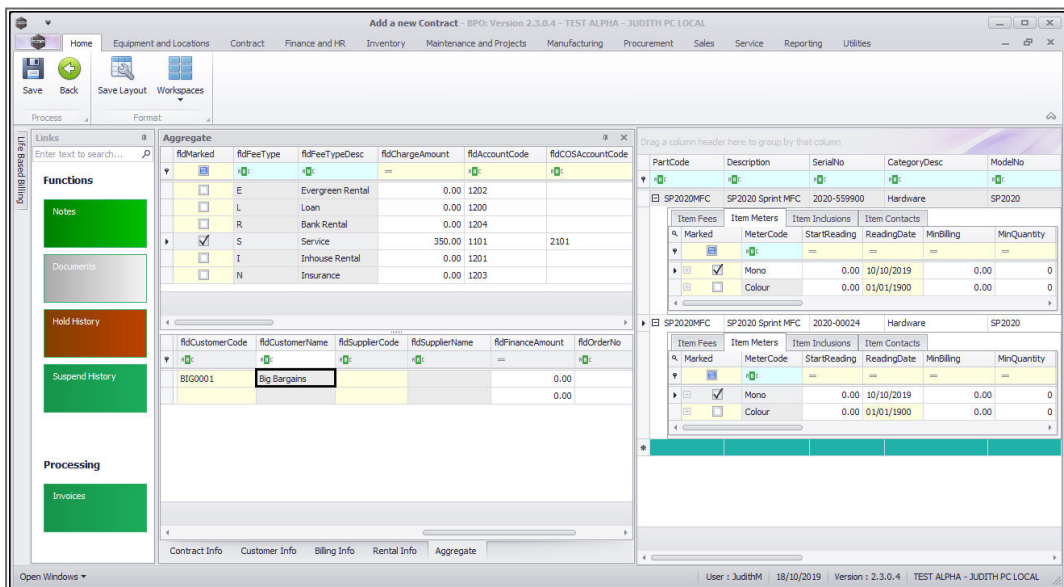 Add a new Contract - BPO: Version 2.3.0.4 - TEST ALPHA - JUDITH PC LOCAL
Home Equipment and Locations Contract Finance and HR Inventory Maintenance and Projects Manufacturing Procurement Sales Service Reporting Utilities
Save Back Save Layout Workspaces
Process Format
Life Based Billing
Links
Enter text to search...
Functions
Notes
Documents
Hold History
Suspend History
Processing
Invoices
Aggregate
fldMarked fldFeeType fldFeeTypeDesc fldChargeAmount fldAccountCode fldCOSAccountCode
E Evergreen Rental 0.00 1202
L Loan 0.00 1200
R Bank Rental 0.00 1204
S Service 350.00 1101 2101
I Inhouse Rental 0.00 1201
N Insurance 0.00 1203
fldCustomerCode fldCustomerName fldSupplierCode fldSupplierName fldFinanceAmount fldOrderNo
BIG0001 Big Bargains 0.00
0.00
Contract Info Customer Info Billing Info Rental Info Aggregate
Drag a column header here to group by that column
PartCode Description SerialNo CategoryDesc ModelNo
SP2020MFC SP2020 Sprint MFC 2020-559900 Hardware SP2020
Item Fees Item Meters Item Inclusions Item Contacts
Marked MeterCode StartReading ReadingDate MinBilling MinQuantity
Mono 0.00 10/10/2019 0.00 0
Colour 0.00 01/01/1900 0.00 0
SP2020MFC SP2020 Sprint MFC 2020-00024 Hardware SP2020
Item Fees Item Meters Item Inclusions Item Contacts
Marked MeterCode StartReading ReadingDate MinBilling MinQuantity
Mono 0.00 10/10/2019 0.00 0
Colour 0.00 01/01/1900 0.00 0
Open Windows User : JudithM 18/10/2019 Version : 2.3.0.4 TEST ALPHA - JUDITH PC LOCAL